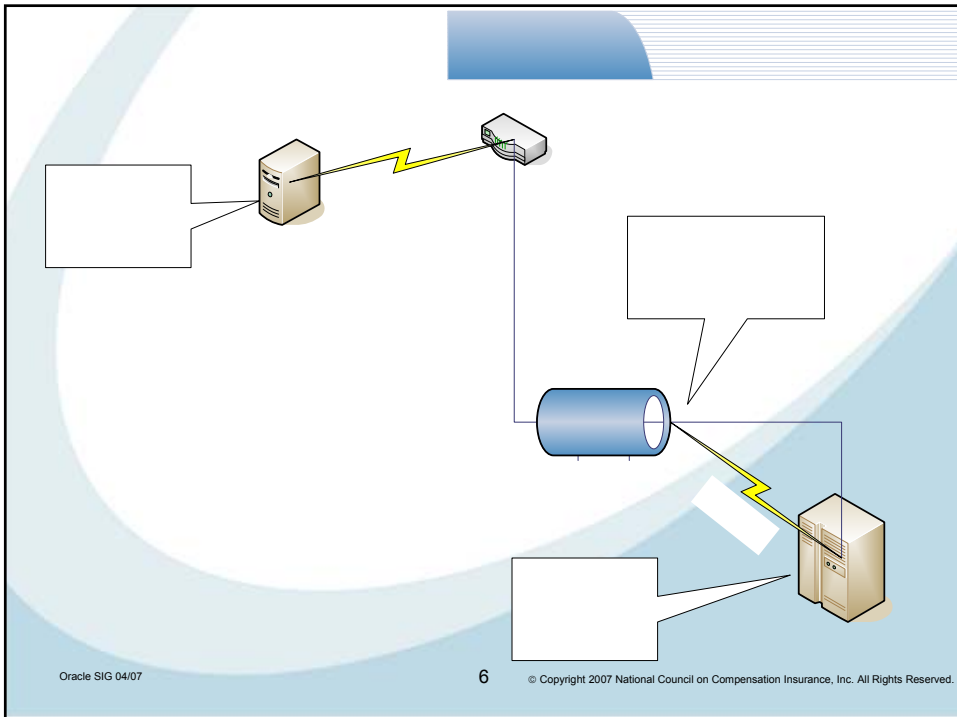 Oracle SIG 04/07
6
© Copyright 2007 National Council on Compensation Insurance, Inc. All Rights Reserved.